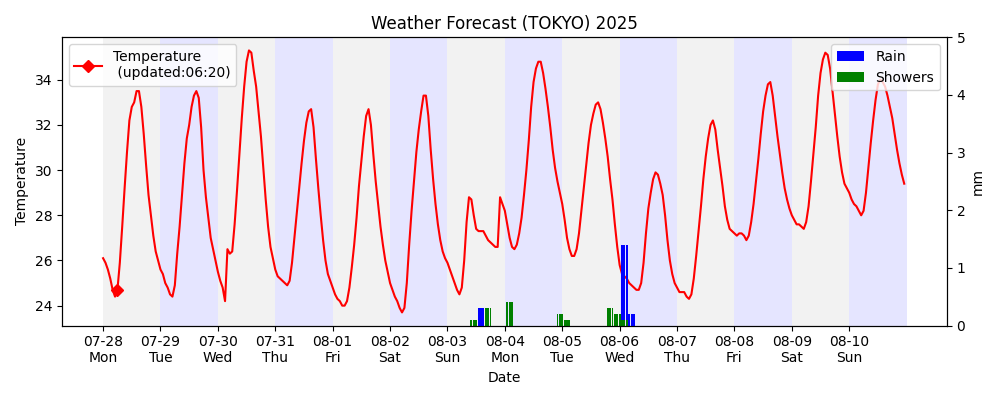 Weather Forecast (TOKYO) 2025
Temperature
(updated:06:20)
Rain
Showers
Temperature
34
32
30
28
26
24
5
4
3
2
1
0
mm
07-28 07-29 07-30 07-31 08-01 08-02 08-03 08-04 08-05 08-06 08-07 08-08 08-09 08-10
Mon Tue Wed Thu Fri Sat Sun Mon Tue Wed Thu Fri Sat Sun
Date